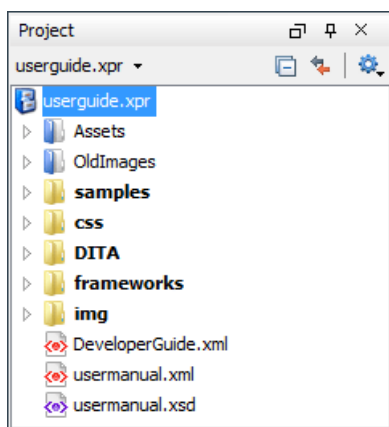 Project
userguide.xpr
userguide.xpr
Assets
OldImages
samples
css
DITA
frameworks
img
DeveloperGuide.xml
usermanual.xml
usermanual.xsd